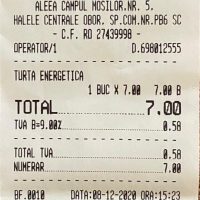 ALEEA CAMPUL MOSILOR.NR. 5.
HALELE CENTRALE OBOR. SP.COM.NR.PB6 SC
- C.F. RO 27439998 -
OPERATOR/1 D.698012555
TURTA ENERGETICA
1 BUC X 7.00 7.00 B
TOTAL 7.00
TVA B=9.00% 0.58
TOTAL TVA 0.58
NUMERAR 7.00
BF.0010 DATA:08-12-2020 ORA:15:23